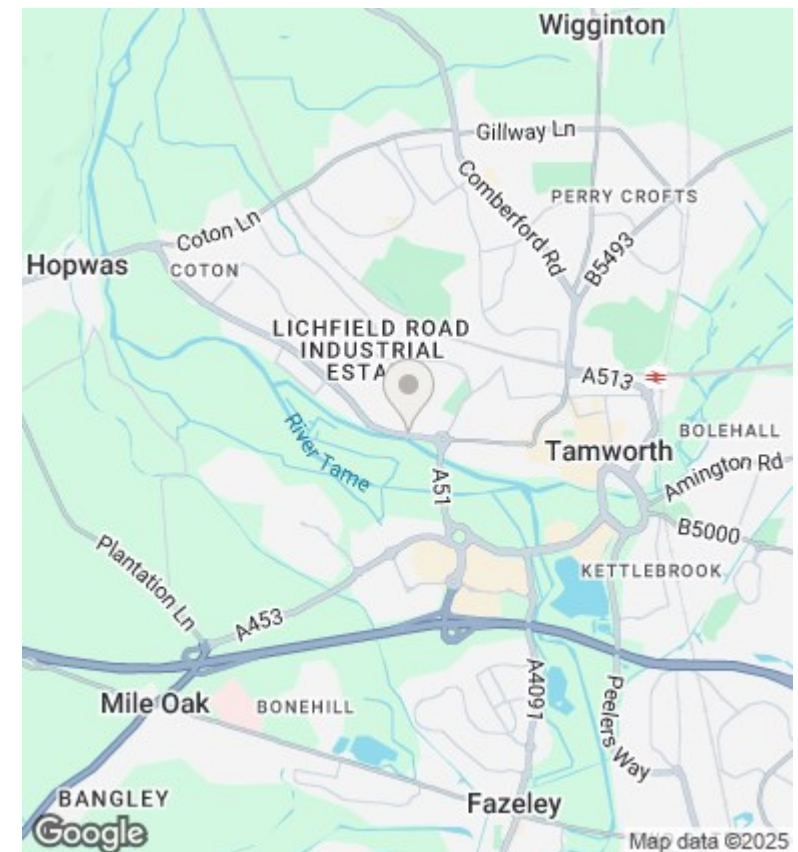 Wigginton
Gillway Ln
PERRY CROFTS
Comberford Rd
Coton Ln
B5493
Hopwas
COTON
LICHFIELD ROAD
INDUSTRIAL
ESTA
A513
River Tame
BOLEHALL
Tamworth
A51
Amington Rd
B5000
Plantation Ln
KETTLEBROOK
A453
A4091
Peelers Way
Mile Oak
BONEHILL
BANGLEY
Fazeley
Google
Map data ©2025